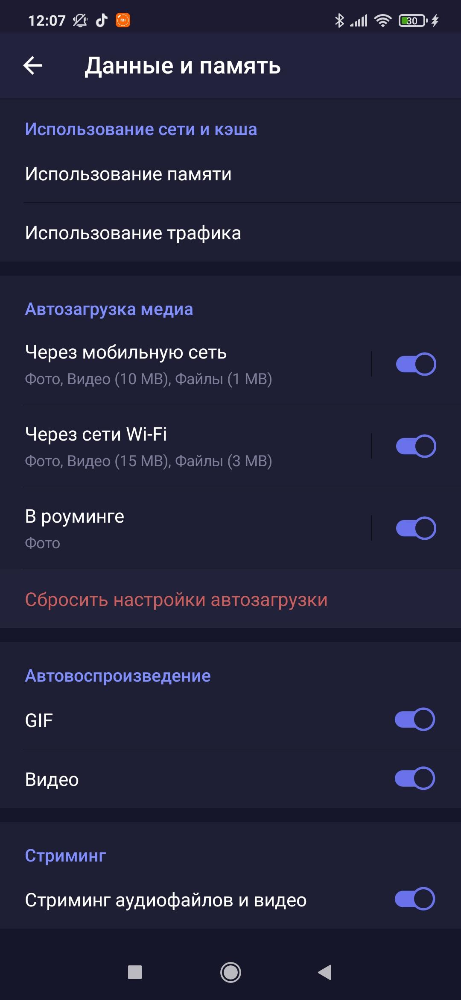 12:07
30
Данные и память
Использование сети и кэша
Использование памяти
Использование трафика
Автозагрузка медиа
Через мобильную сеть
Фото, Видео (10 MB), Файлы (1 MB)
Через сети Wi-Fi
Фото, Видео (15 MB), Файлы (3 MB)
В роуминге
Фото
Сбросить настройки автозагрузки
Автовоспроизведение
GIF
Видео
Стриминг
Стриминг аудиофайлов и видео